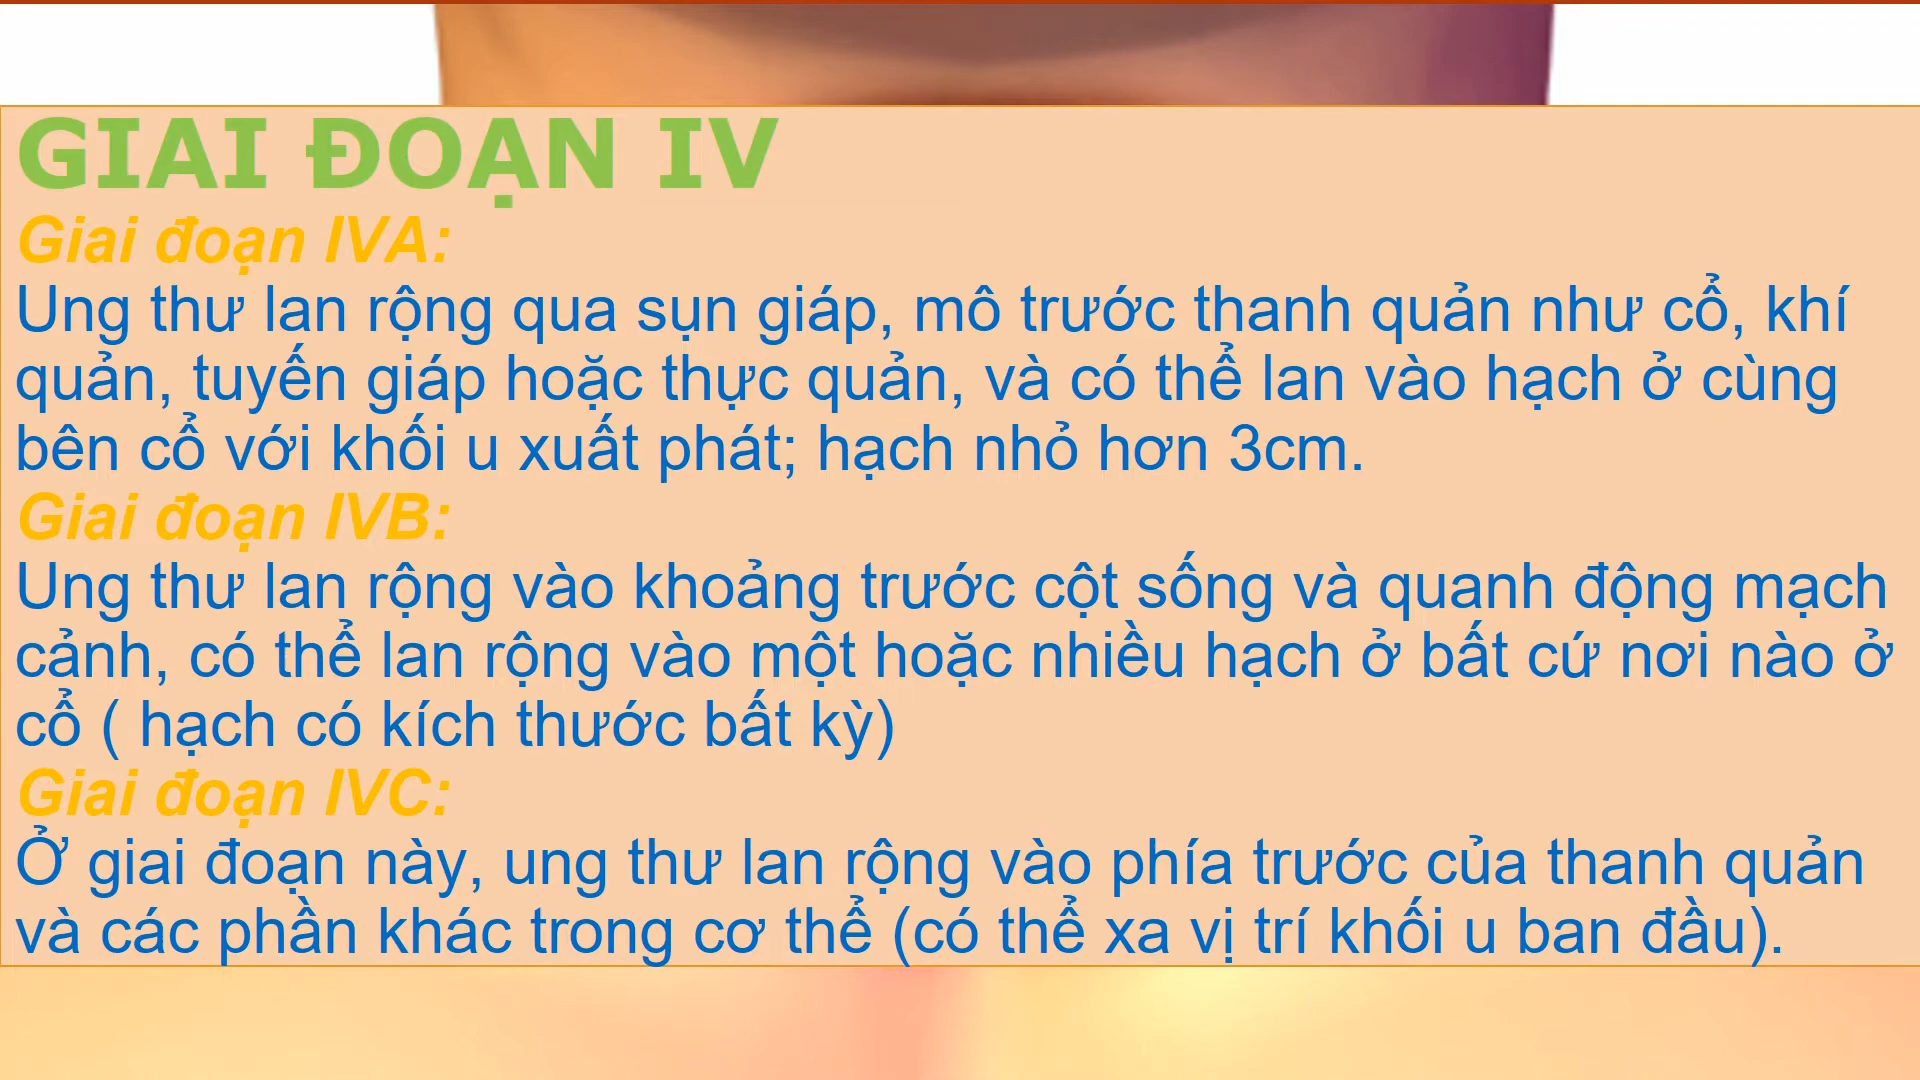 GIAI ĐOẠN IV
Giai đoạn IVA:
Ung thư lan rộng qua sụn giáp, mô trước thanh quản như cổ, khí
quản, tuyến giáp hoặc thực quản, và có thể lan vào hạch ở cùng
bên cổ với khối u xuất phát; hạch nhỏ hơn 3cm.
Giai đoạn IVB:
Ung thư lan rộng vào khoảng trước cột sống và quanh động mạch
cảnh, có thể lan rộng vào một hoặc nhiều hạch ở bất cứ nơi nào ở
cổ ( hạch có kích thước bất kỳ)
Giai đoạn IVC:
Ở giai đoạn này, ung thư lan rộng vào phía trước của thanh quản
và các phần khác trong cơ thể (có thể xa vị trí khối u ban đầu).